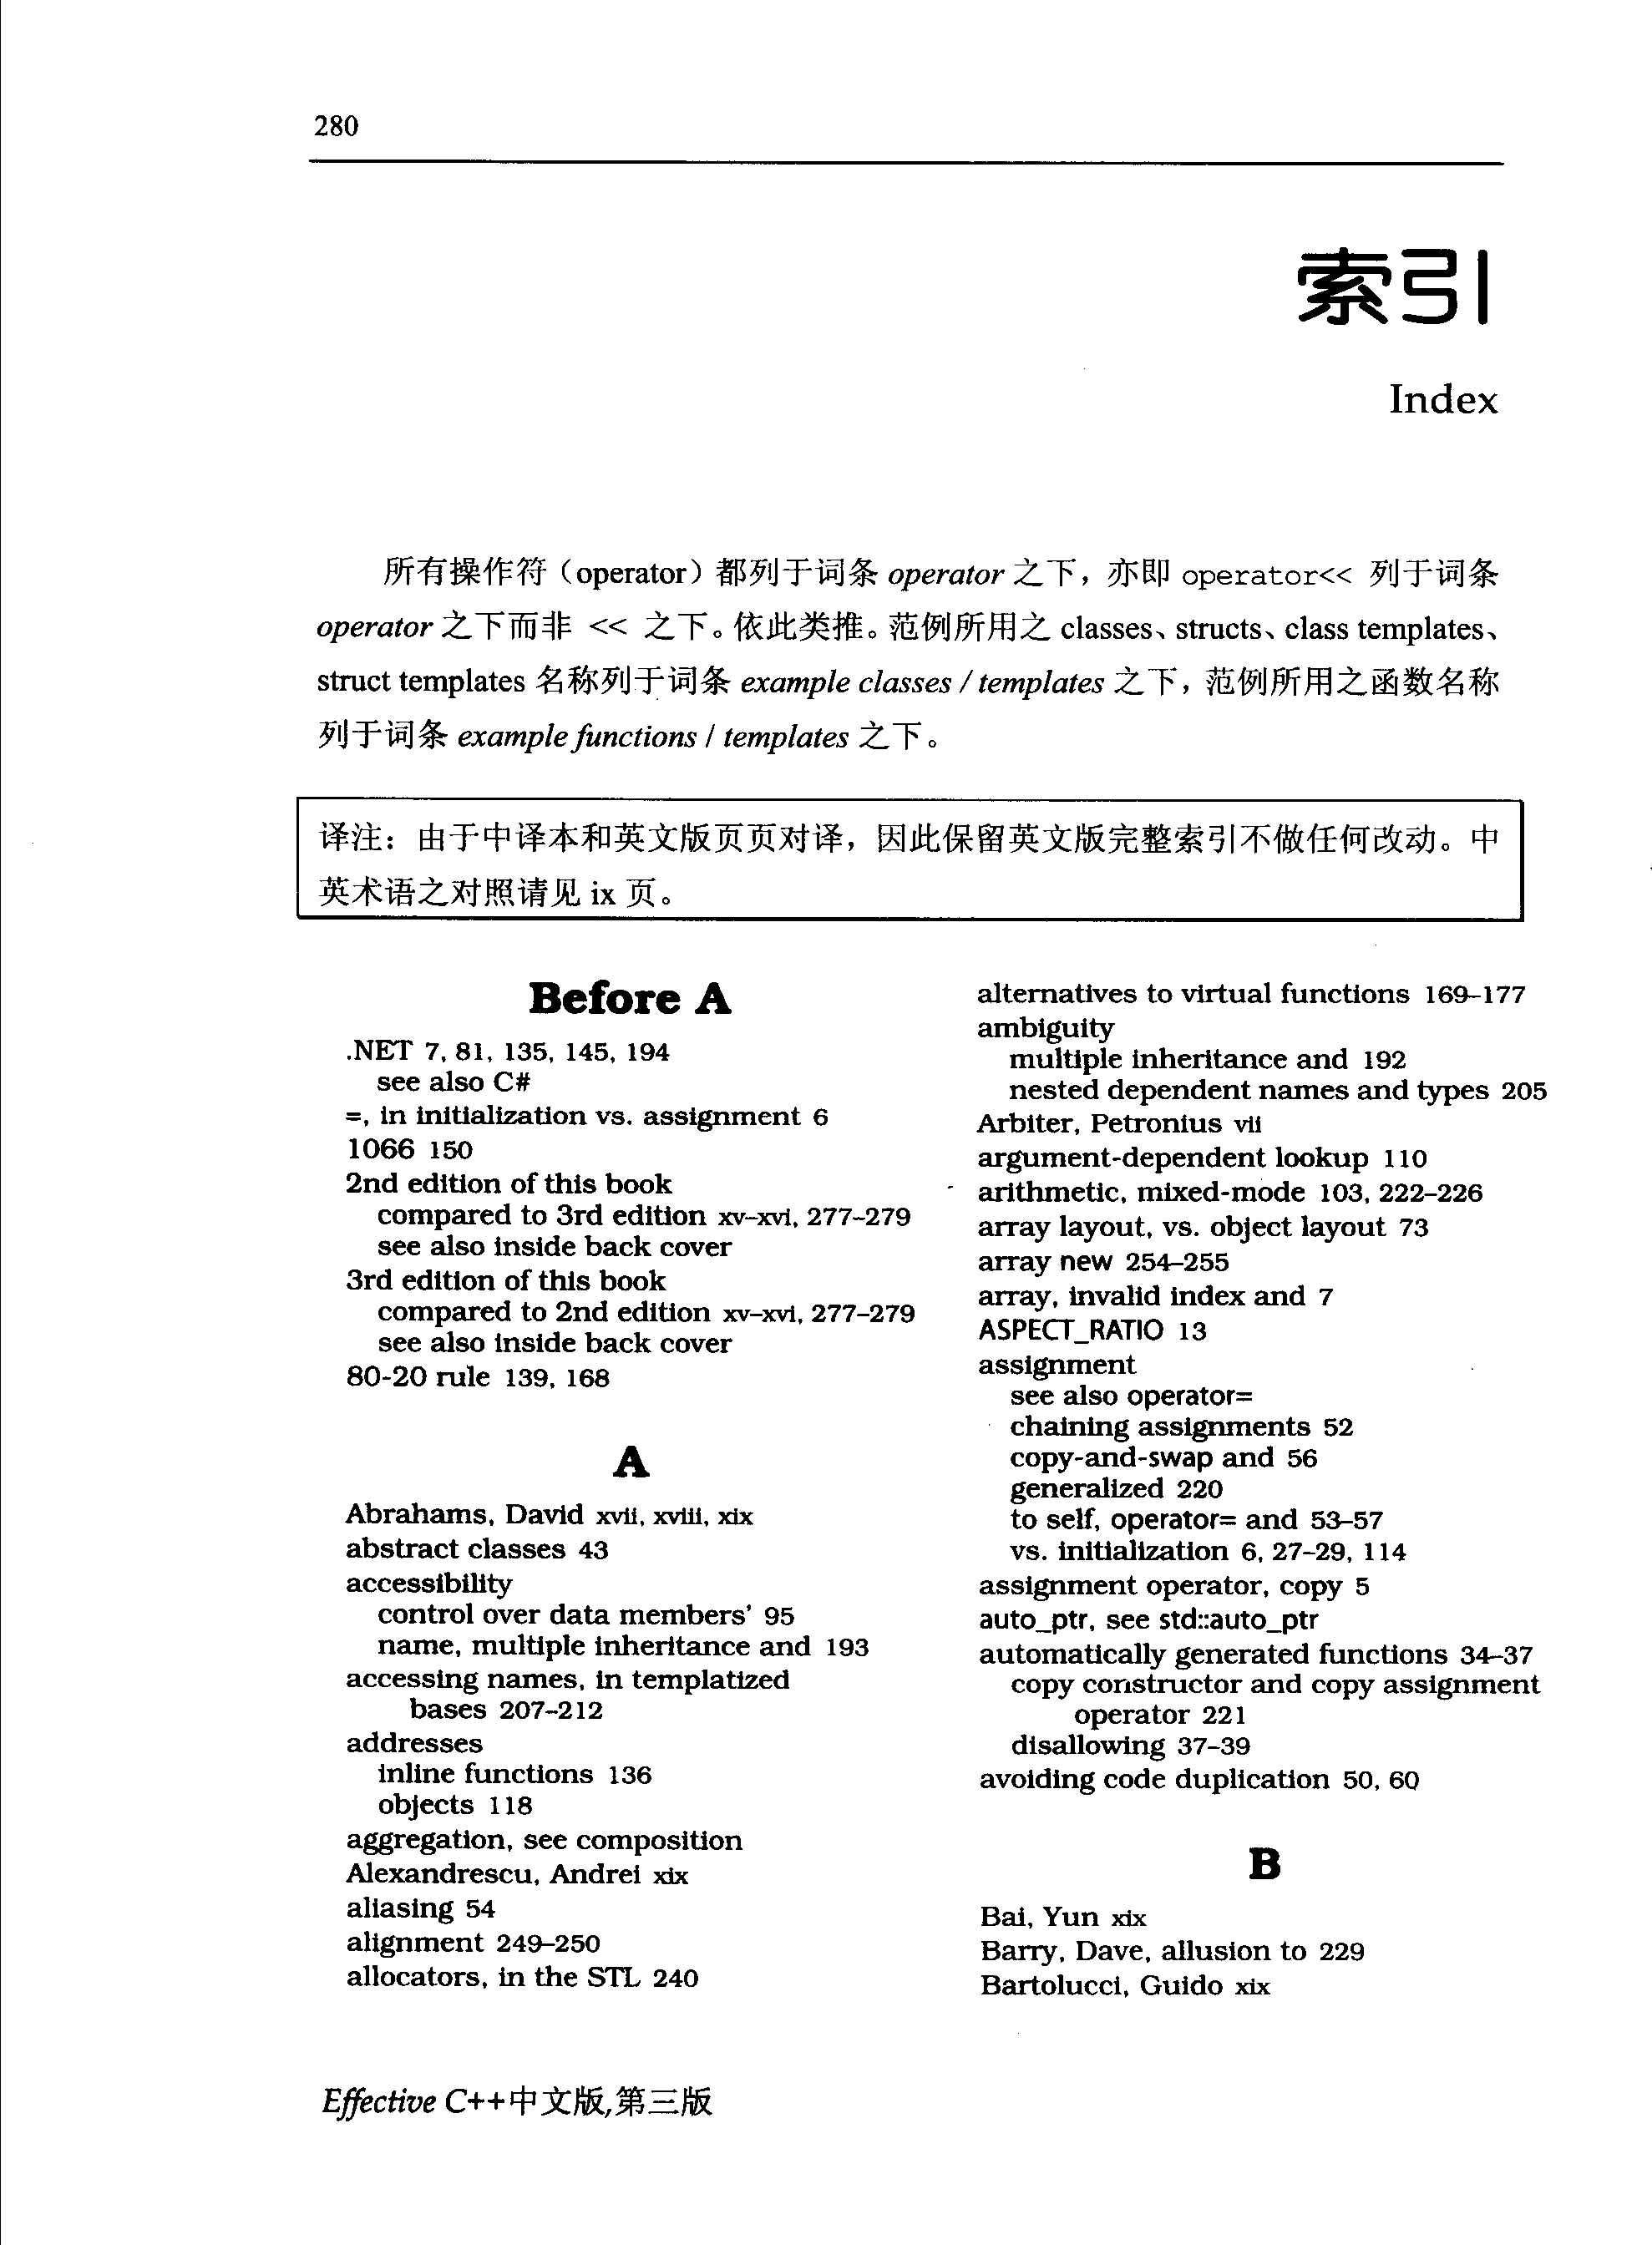 280
索引
Index
所有操作符（operator）都列于词条 operator 之下，亦即 operator<< 列于词条
operator 之下而非 << 之下。依此类推。范例所用之 classes、structs、class templates、
struct templates 名称列于词条 example classes / templates 之下，范例所用之函数名称
列于词条 example functions / templates 之下。
译注：由于中译本和英文版页页对译，因此保留英文版完整索引不做任何改动。中
英术语之对照请见 ix 页。
Before A
.NET 7, 81, 135, 145, 194
see also C#
=, in initialization vs. assignment 6
1066 150
2nd edition of this book
compared to 3rd edition xv–xvi, 277–279
see also inside back cover
3rd edition of this book
compared to 2nd edition xv–xvi, 277–279
see also inside back cover
80-20 rule 139, 168
A
Abrahams, David xvii, xviii, xix
abstract classes 43
accessibility
control over data members' 95
name, multiple inheritance and 193
accessing names, in templatized
bases 207–212
addresses
inline functions 136
objects 118
aggregation, see composition
Alexandrescu, Andrei xix
aliasing 54
alignment 249–250
allocators, in the STL 240
alternatives to virtual functions 169–177
ambiguity
multiple inheritance and 192
nested dependent names and types 205
Arbiter, Petronius vii
argument-dependent lookup 110
arithmetic, mixed-mode 103, 222–226
array layout, vs. object layout 73
array new 254–255
array, invalid index and 7
ASPECT_RATIO 13
assignment
see also operator=
chaining assignments 52
copy-and-swap and 56
generalized 220
to self, operator= and 53–57
vs. initialization 6, 27–29, 114
assignment operator, copy 5
auto_ptr, see std::auto_ptr
automatically generated functions 34–37
copy constructor and copy assignment
operator 221
disallowing 37–39
avoiding code duplication 50, 60
B
Bai, Yun xix
Barry, Dave, allusion to 229
Bartolucci, Guido xix
Effective C++中文版,第三版